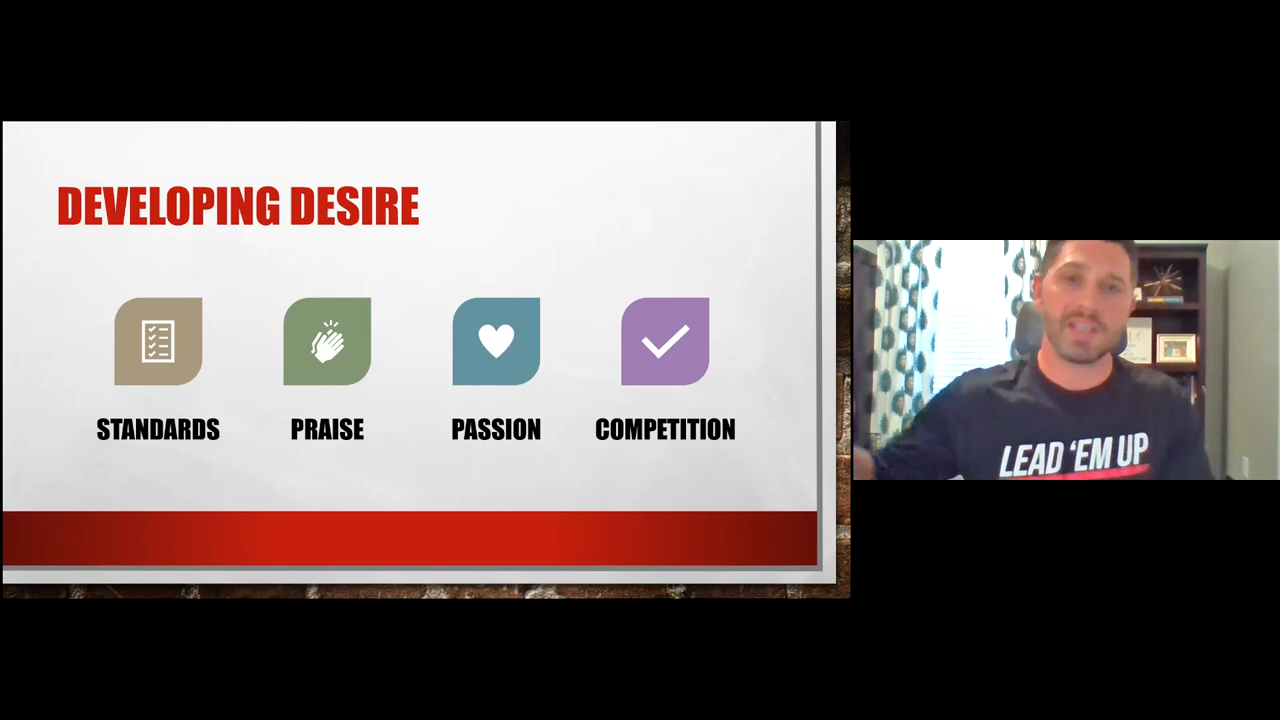 DEVELOPING DESIRE
STANDARDS
PRAISE
PASSION
COMPETITION
LEAD ‘EM UP